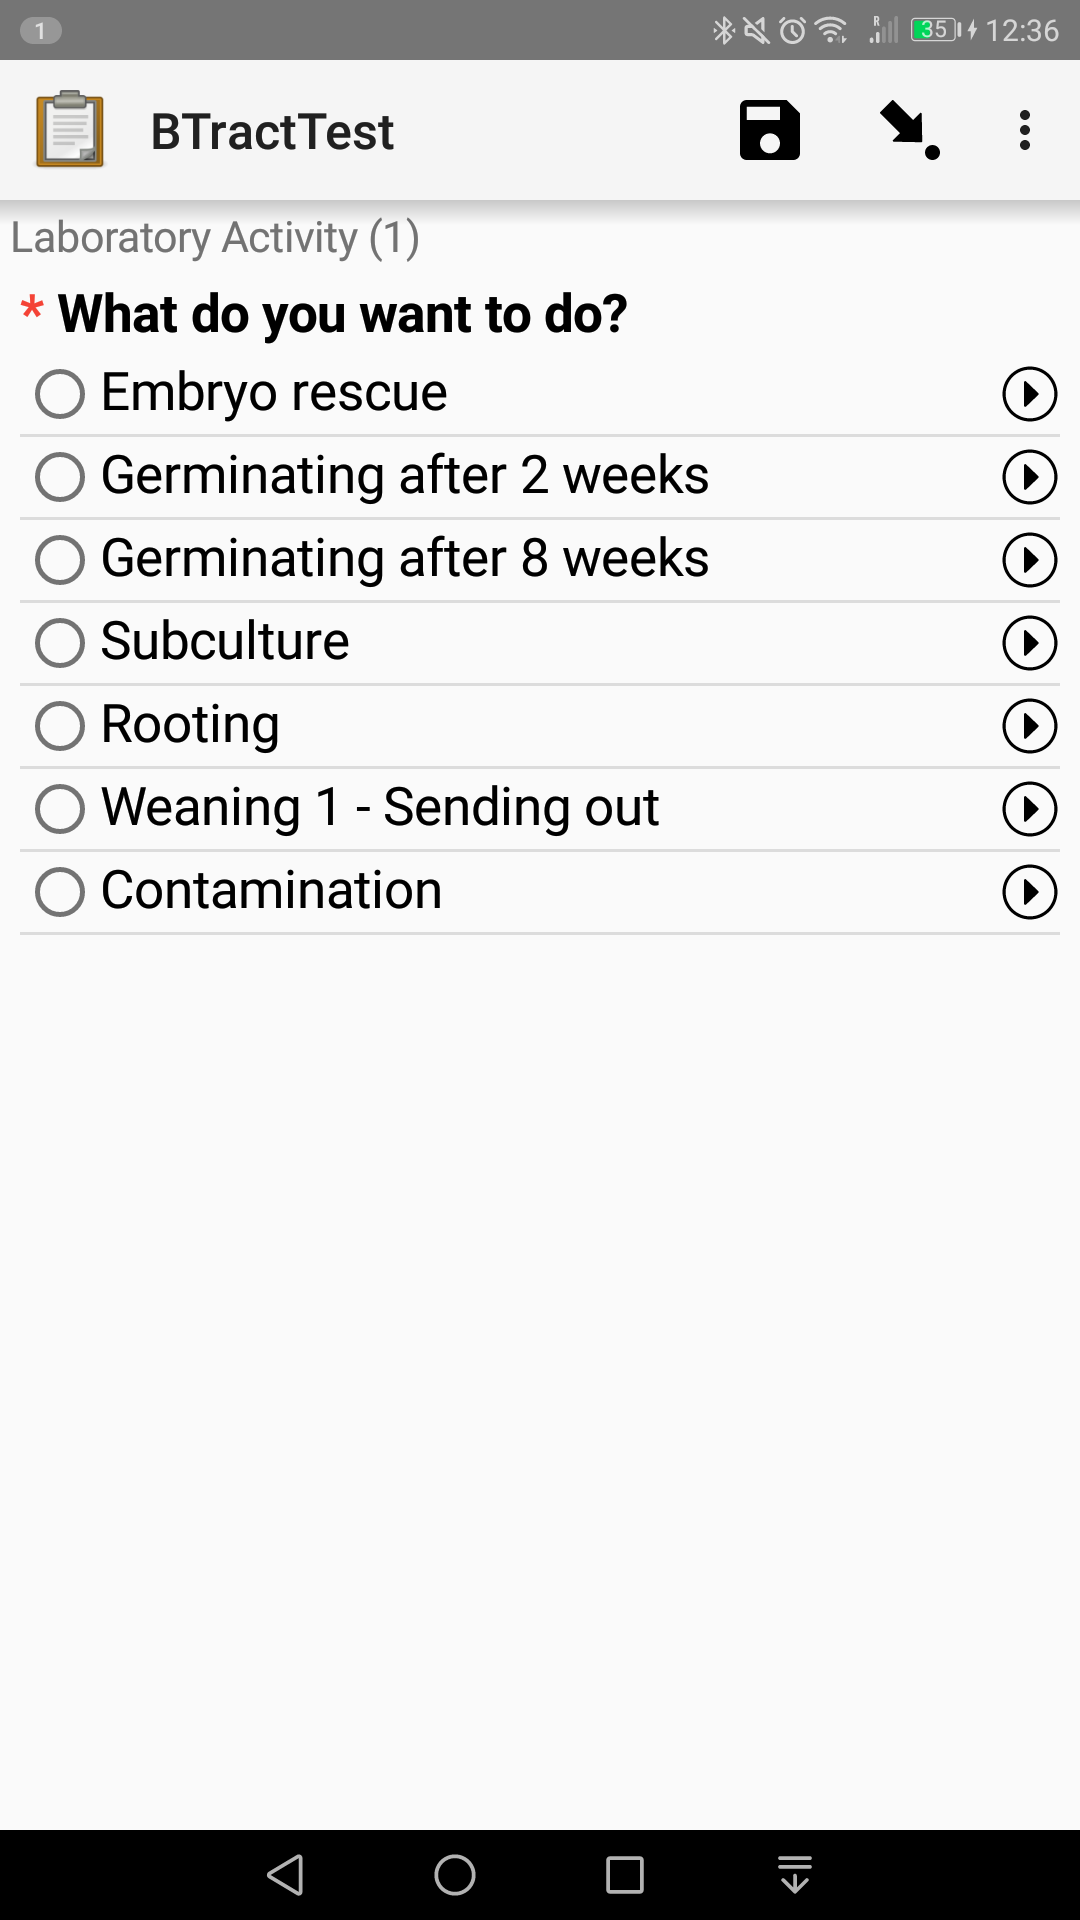 1
R 35 12:36
BTractTest
Laboratory Activity (1)
* What do you want to do?
Embryo rescue
Germinating after 2 weeks
Germinating after 8 weeks
Subculture
Rooting
Weaning 1 - Sending out
Contamination